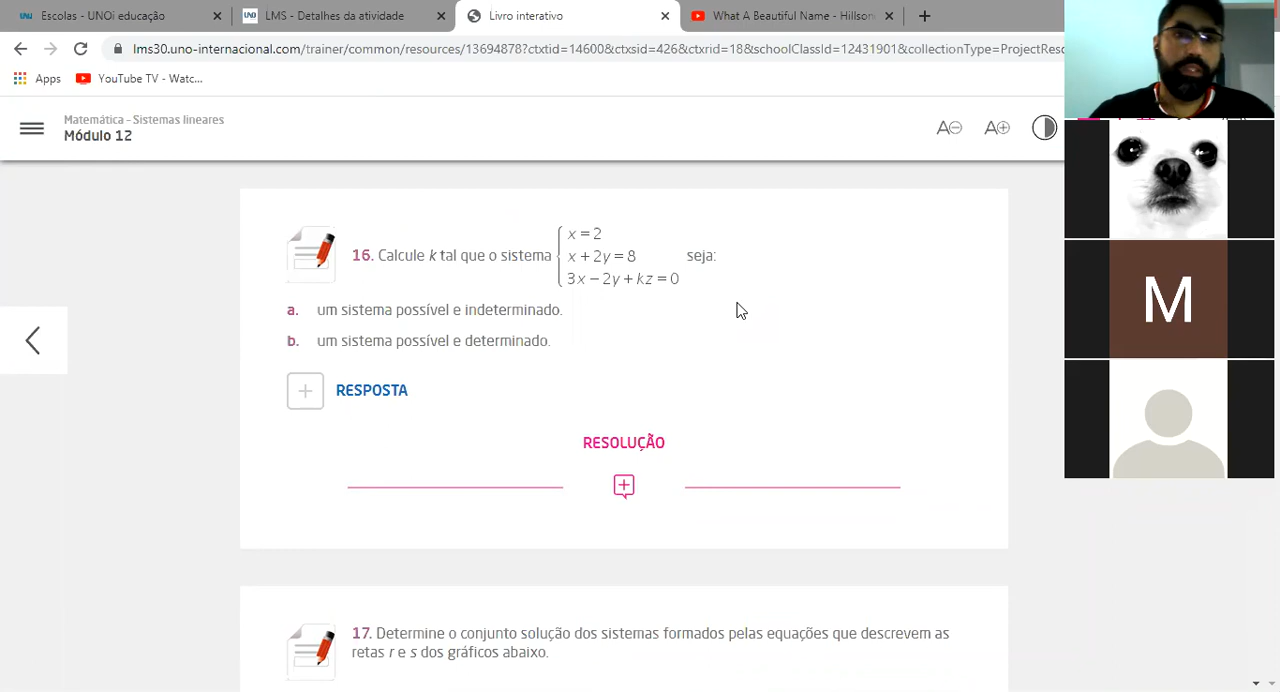 Escolas - UNOi educação
LMS - Detalhes da atividade
Livro interativo
What A Beautiful Name - Hillson
lms30.uno-internacional.com/trainer/common/resources/13694878?ctxtid=14600&ctxsid=426&ctxrid=18&schoolClassId=12431901&collectionType=ProjectResc
Apps
YouTube TV - Watc...
Matemática – Sistemas lineares
Módulo 12
A A
16. Calcule k tal que o sistema { x = 2
x + 2y = 8 seja:
3x – 2y + kz = 0
a. um sistema possível e indeterminado.
b. um sistema possível e determinado.
RESPOSTA
RESOLUÇÃO
17. Determine o conjunto solução dos sistemas formados pelas equações que descrevem as
retas r e s dos gráficos abaixo.
M